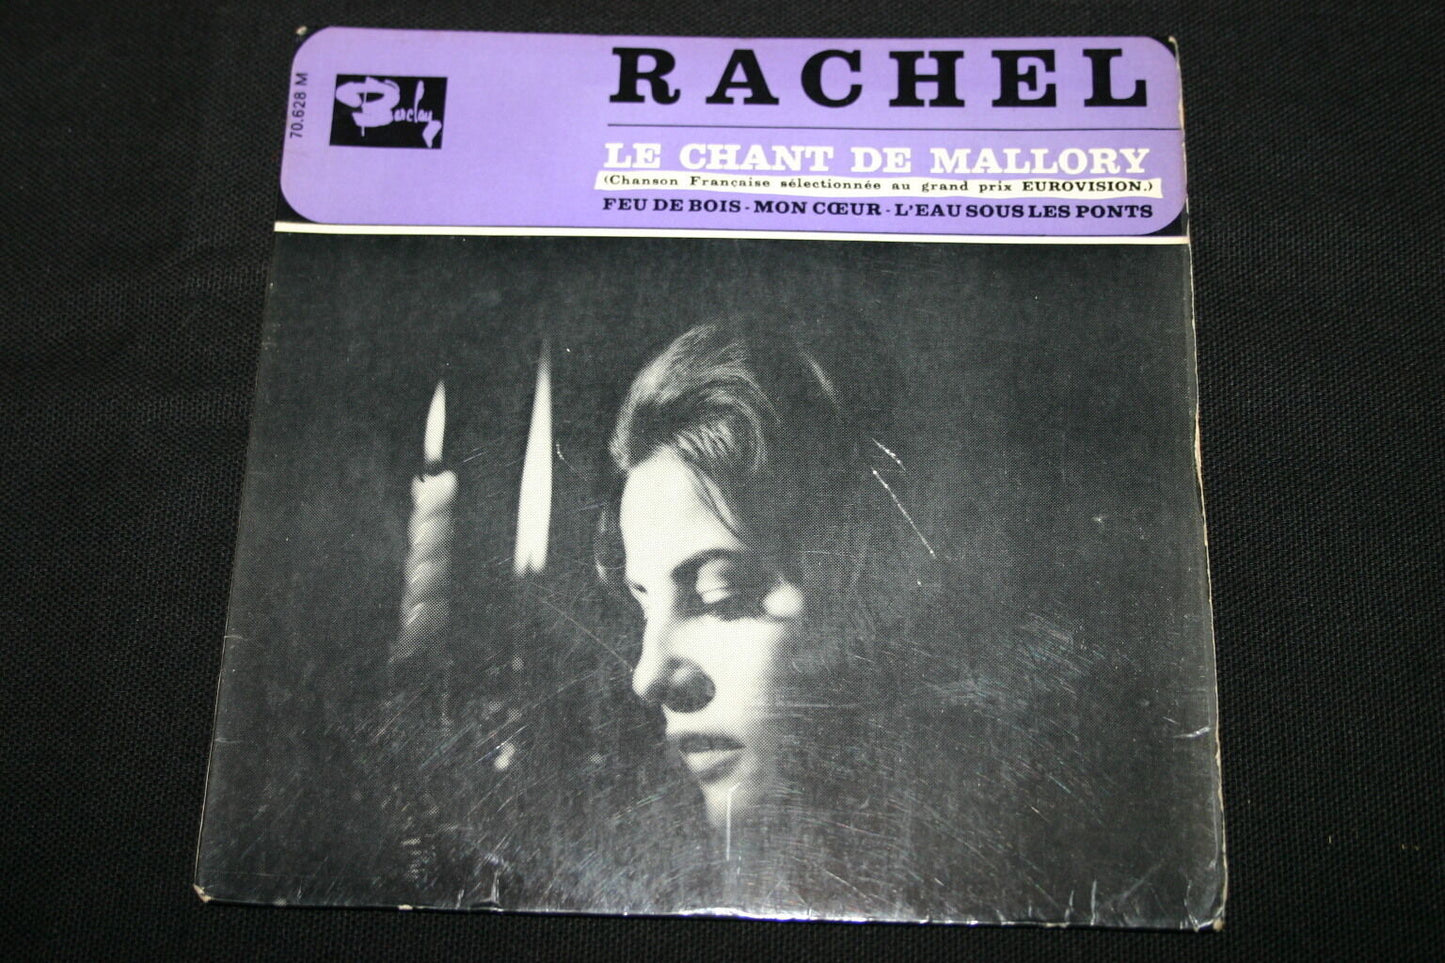 70.628 M
Barclay
RACHEL
LE CHANT DE MALLORY
(Chanson Française sélectionnée au grand prix EUROVISION.)
FEU DE BOIS - MON CŒUR - L'EAU SOUS LES PONTS